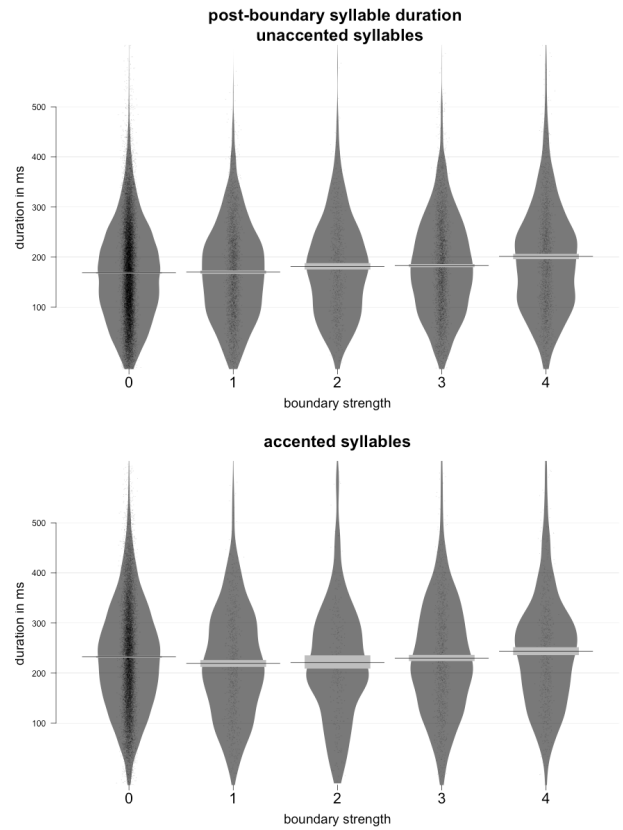 post-boundary syllable duration
unaccented syllables
duration in ms
500
400
300
200
100
0 1 2 3 4
boundary strength
accented syllables
duration in ms
500
400
300
200
100
0 1 2 3 4
boundary strength